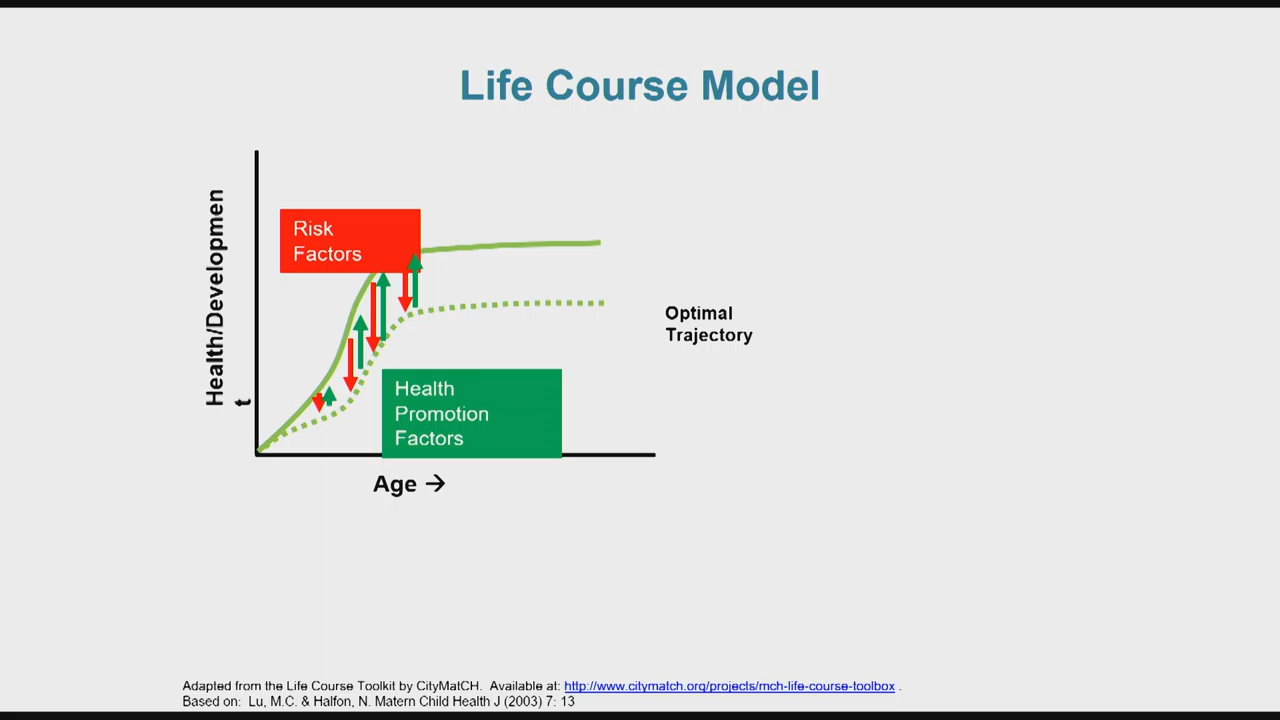 Life Course Model
Health/Developmen
t
Risk
Factors
Optimal
Trajectory
Health
Promotion
Factors
Age →
Adapted from the Life Course Toolkit by CityMatCH. Available at: http://www.citymatch.org/projects/mch-life-course-toolbox .
Based on: Lu, M.C. & Halfon, N. Matern Child Health J (2003) 7: 13